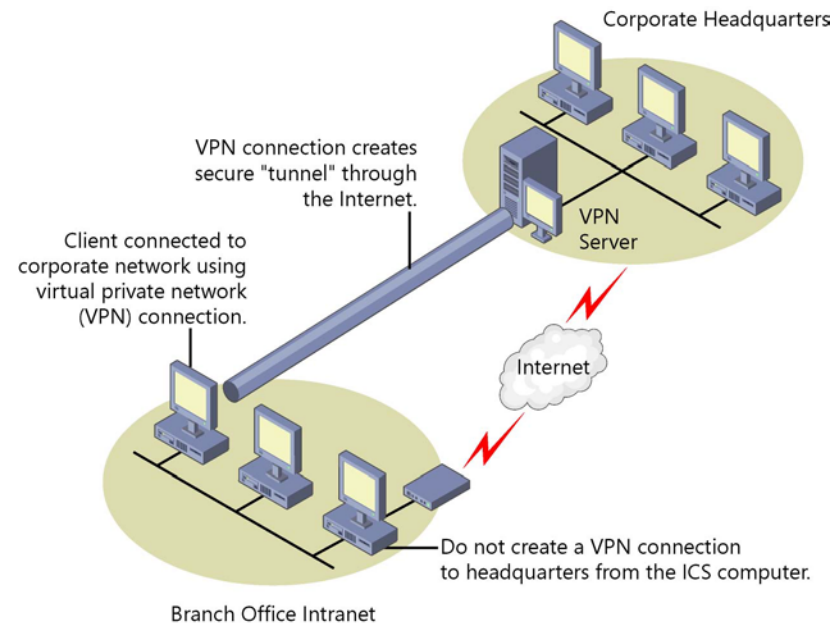 Corporate Headquarters
VPN connection creates
secure "tunnel" through
the Internet.
Client connected to
corporate network using
virtual private network
(VPN) connection.
VPN
Server
Internet
Do not create a VPN connection
to headquarters from the ICS computer.
Branch Office Intranet